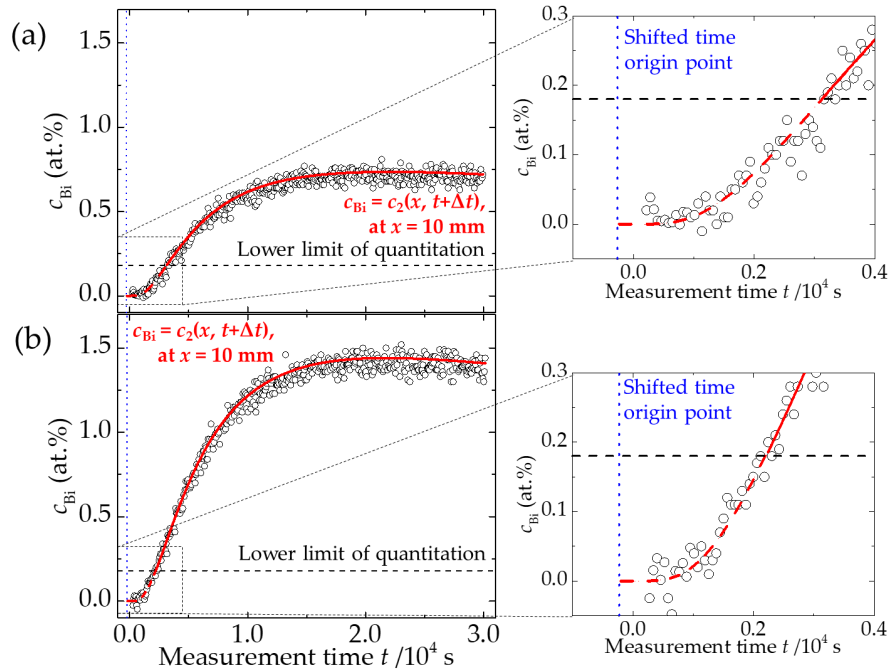 (a)
1.5
1.0
0.5
0.0
c_Bi (at.%)
c_Bi = c_2(x, t+Δt),
at x = 10 mm
Lower limit of quantitation
0.3
0.2
0.1
0.0
c_Bi (at.%)
Shifted time
origin point
0.0 0.2 0.4
Measurement time t /10^4 s
(b)
1.5
1.0
0.5
0.0
c_Bi (at.%)
c_Bi = c_2(x, t+Δt),
at x = 10 mm
Lower limit of quantitation
0.0 1.0 2.0 3.0
Measurement time t /10^4 s
0.3
0.2
0.1
0.0
c_Bi (at.%)
Shifted time
origin point
0.0 0.2 0.4
Measurement time t /10^4 s